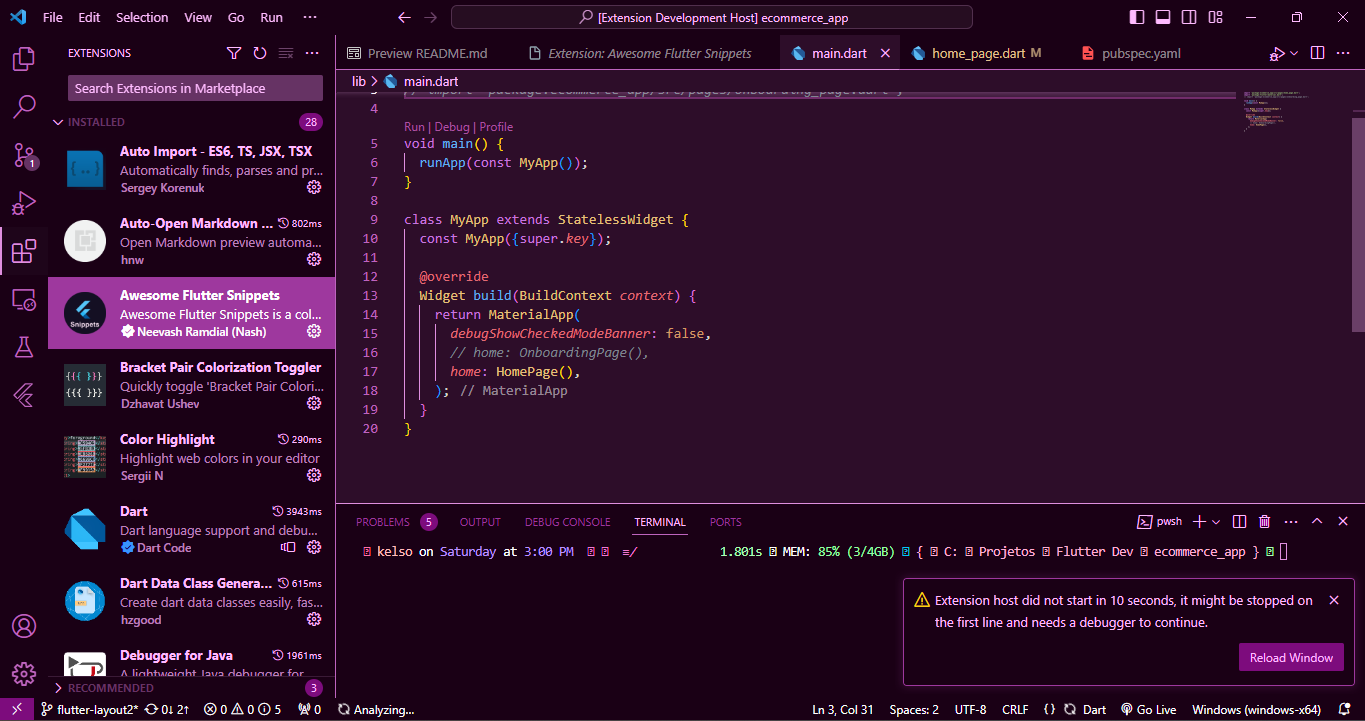 File Edit Selection View Go Run ···
[Extension Development Host] ecommerce_app
EXTENSIONS
Search Extensions in Marketplace
INSTALLED 28
Auto Import - ES6, TS, JSX, TSX
Automatically finds, parses and pr...
Sergey Korenuk
Auto-Open Markdown ... 802ms
Open Markdown preview automa...
hnw
Snippets
Awesome Flutter Snippets
Awesome Flutter Snippets is a col...
Neevash Ramdial (Nash)
{{{ }}}
{{{ }}}
Bracket Pair Colorization Toggler
Quickly toggle 'Bracket Pair Colori...
Dzhavat Ushev
Color Highlight 290ms
Highlight web colors in your editor
Sergii N
Dart 3943ms
Dart language support and debu...
Dart Code
Dart Data Class Genera... 615ms
Create dart data classes easily, fas...
hzgood
Debugger for Java 1961ms
A lightweight Java debugger for
RECOMMENDED 3
1
Preview README.md
Extension: Awesome Flutter Snippets
main.dart
home_page.dart M
pubspec.yaml
lib > main.dart
// import 'package:ecommerce_app/src/pages/onboarding_page.dart';
4
Run | Debug | Profile
5 void main() {
6 runApp(const MyApp());
7 }
8
9 class MyApp extends StatelessWidget {
10 const MyApp({super.key});
11
12 @override
13 Widget build(BuildContext context) {
14 return MaterialApp(
15 debugShowCheckedModeBanner: false,
16 // home: OnboardingPage(),
17 home: HomePage(),
18 ); // MaterialApp
19 }
20 }
PROBLEMS 5 OUTPUT DEBUG CONSOLE TERMINAL PORTS
pwsh
kelso on Saturday at 3:00 PM ≡/ 1.801s MEM: 85% (3/4GB) { C: Projetos Flutter Dev ecommerce_app }
Extension host did not start in 10 seconds, it might be stopped on
the first line and needs a debugger to continue.
Reload Window
flutter-layout2* 0↓ 2↑ 0 0 5 0 Analyzing... Ln 3, Col 31 Spaces: 2 UTF-8 CRLF {} Dart Go Live Windows (windows-x64)